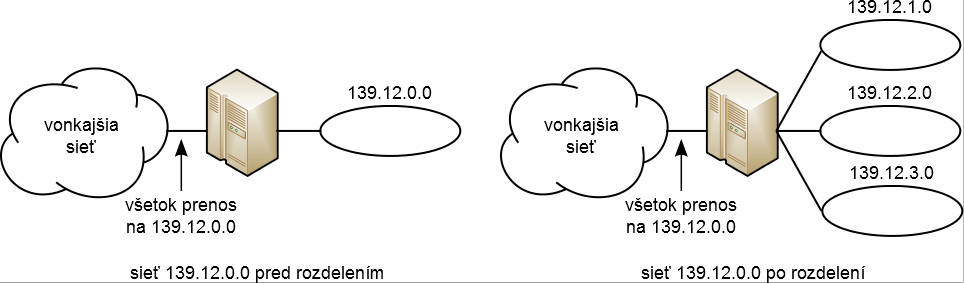 vonkajšia
sieť
139.12.0.0
všetok prenos
na 139.12.0.0
sieť 139.12.0.0 pred rozdelením
139.12.1.0
vonkajšia
sieť
139.12.2.0
139.12.3.0
všetok prenos
na 139.12.0.0
sieť 139.12.0.0 po rozdelení